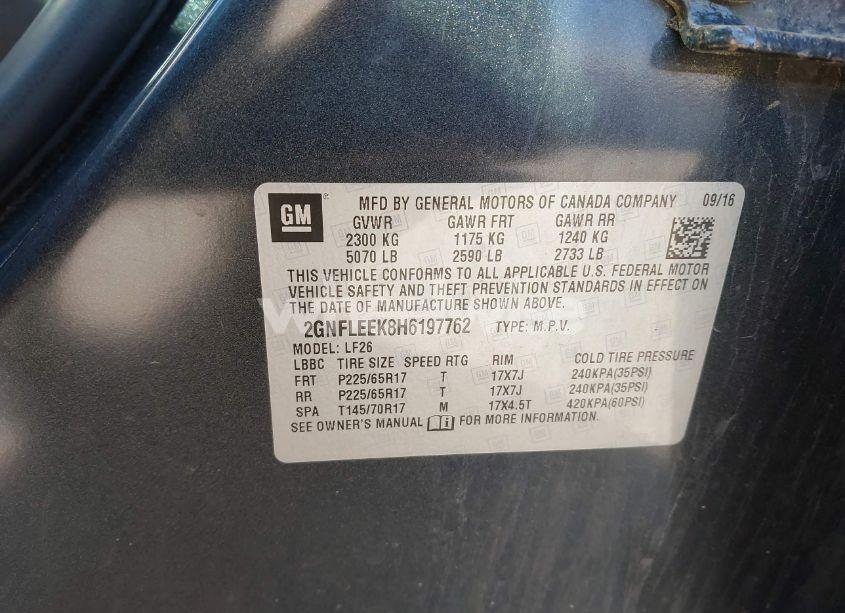 GM
MFD BY GENERAL MOTORS OF CANADA COMPANY 09/16
GVWR GAWR FRT GAWR RR
2300 KG 1175 KG 1240 KG
5070 LB 2590 LB 2733 LB
THIS VEHICLE CONFORMS TO ALL APPLICABLE U.S. FEDERAL MOTOR
VEHICLE SAFETY AND THEFT PREVENTION STANDARDS IN EFFECT ON
THE DATE OF MANUFACTURE SHOWN ABOVE.
2GNFLEEK8H6197762 TYPE: M.P.V.
MODEL: LF26
LBBC TIRE SIZE SPEED RTG RIM COLD TIRE PRESSURE
FRT P225/65R17 T 17X7J 240KPA(35PSI)
RR P225/65R17 T 17X7J 240KPA(35PSI)
SPA T145/70R17 M 17X4.5T 420KPA(60PSI)
SEE OWNER'S MANUAL FOR MORE INFORMATION.